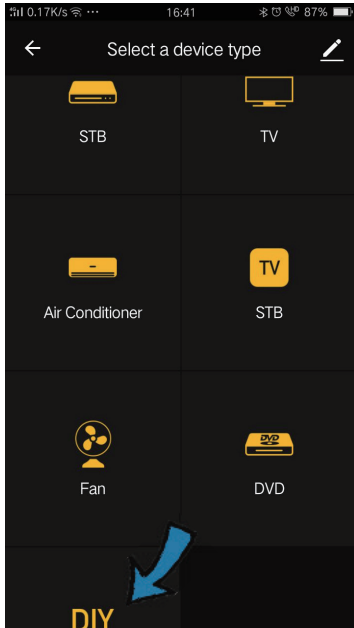 0.17K/s ... 16:41 87%
Select a device type
STB TV
TV
Air Conditioner STB
DVD
Fan DVD
DIY